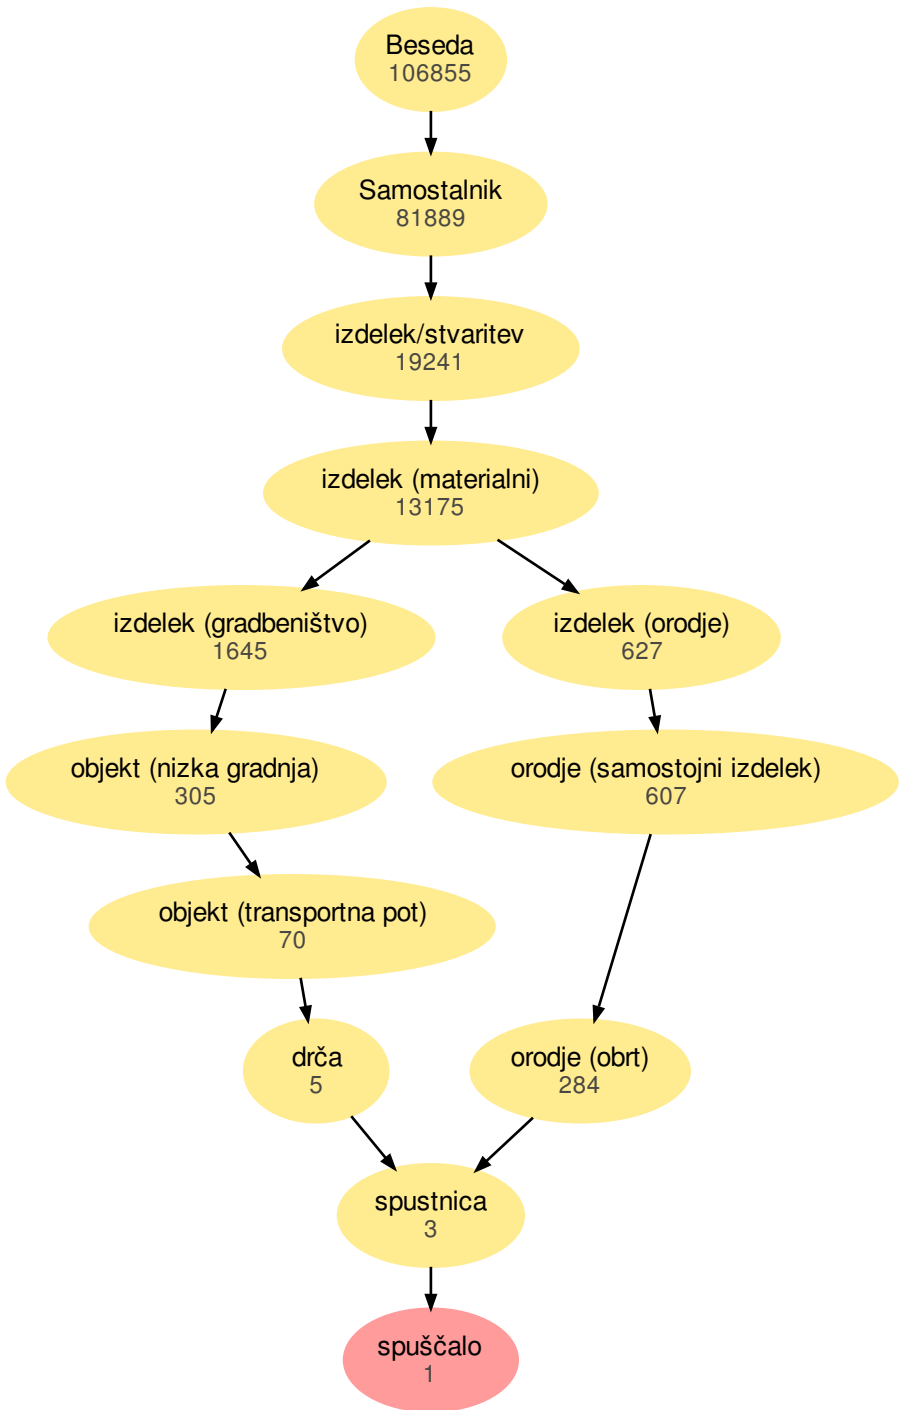 Beseda
106855
Samostalnik
81889
izdelek/stvaritev
19241
izdelek (materialni)
13175
izdelek (gradbeništvo)
1645
izdelek (orodje)
627
objekt (nizka gradnja)
305
orodje (samostojni izdelek)
607
objekt (transportna pot)
70
drča
5
orodje (obrt)
284
spustnica
3
spuščalo
1